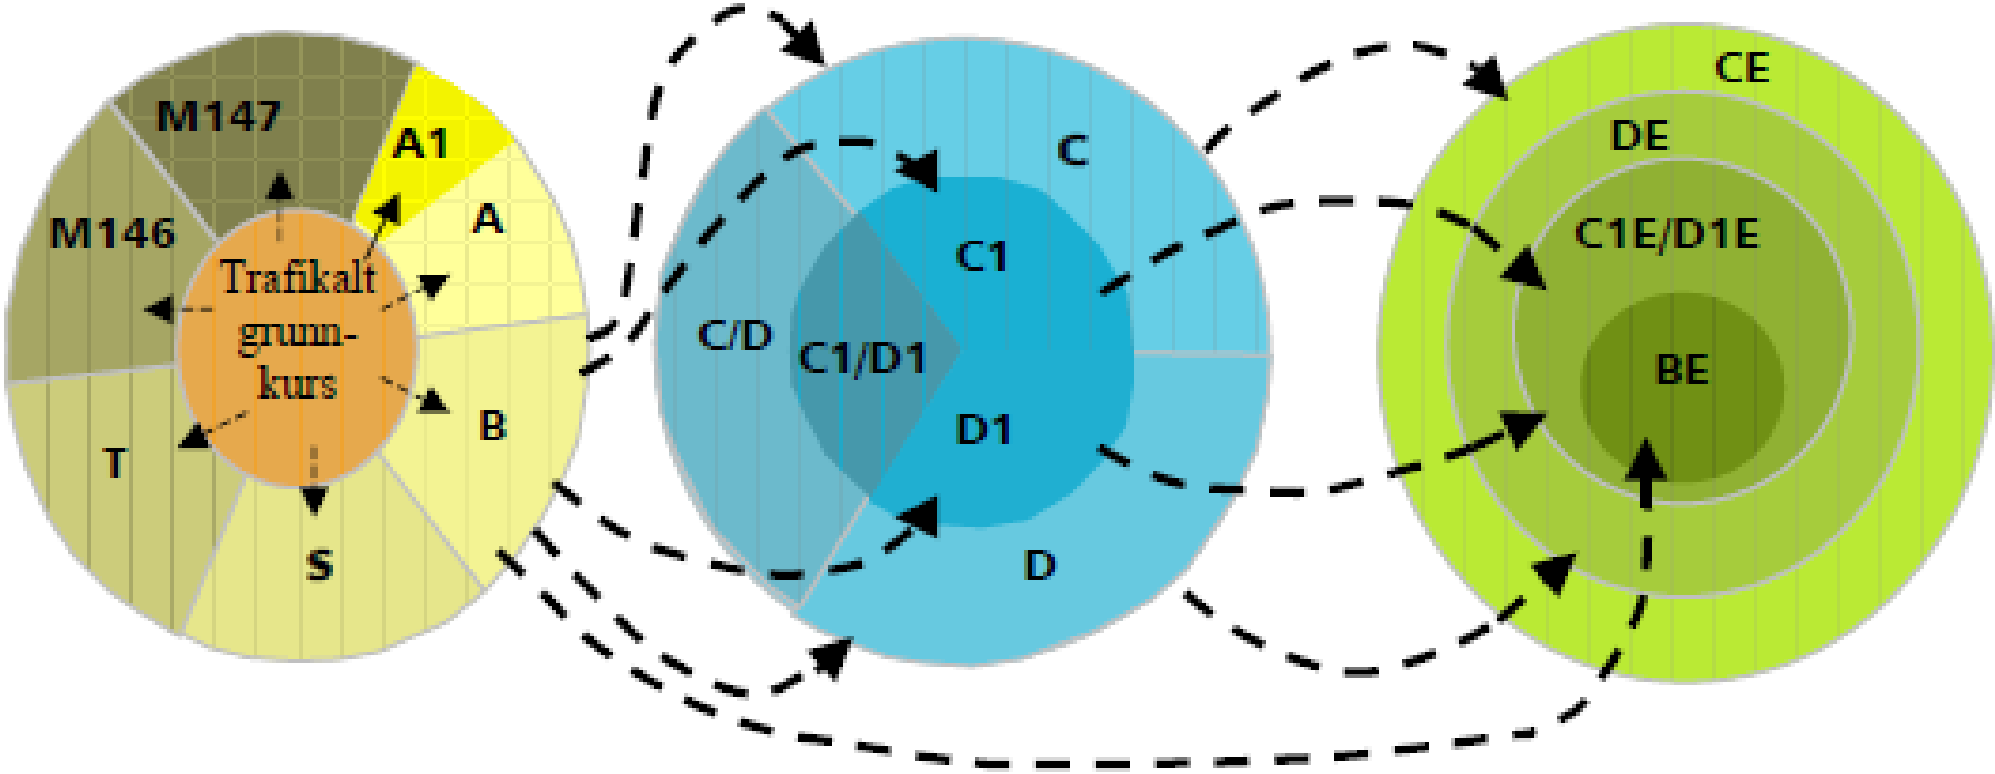 M147
A1
M146
A
Trafikalt
grunn-
kurs
B
T
S
C
C1
C/D
C1/D1
D1
D
CE
DE
C1E/D1E
BE